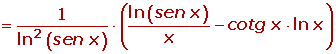 = 1 / ln² (sen x) · ( ln (sen x) / x − cotg x · ln x )